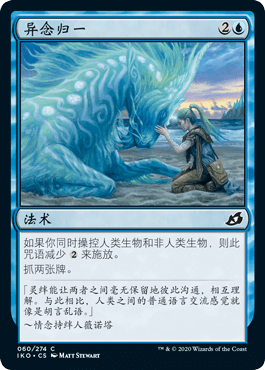 异念归一 2
法术
如果你同时操控人类生物和非人类生物，则此
咒语减少 2 来施放。
抓两张牌。
「灵绊能让两者之间毫无保留地彼此沟通，相互
理解。与此相比，人类之间的普通语言交流感觉就
像是胡言乱语。」
～情念持绊人薇诺塔
060/274 C
IKO • CS MATT STEWART
™ & © 2020 Wizards of the Coast